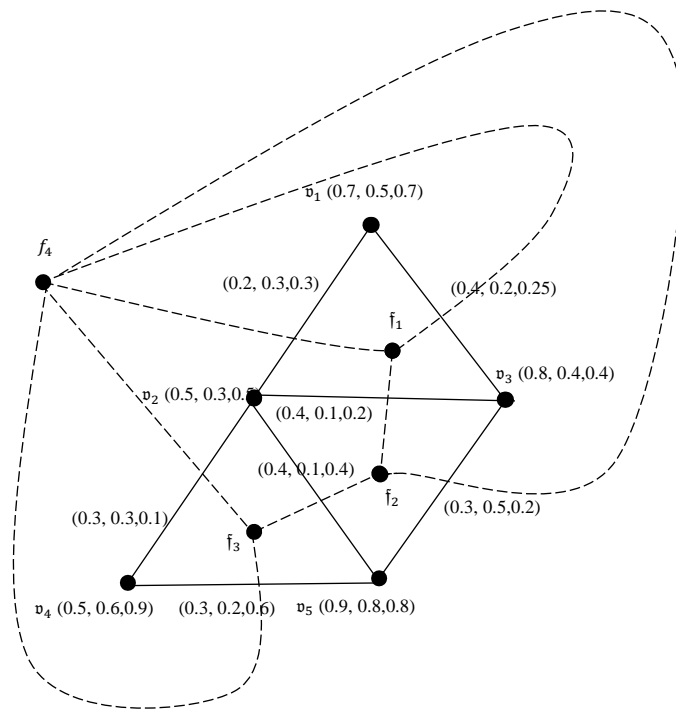 𝔳₁ (0.7, 0.5,0.7)
f₄
(0.2, 0.3,0.3)
(0.4, 0.2,0.25)
𝔣₁
𝔳₃ (0.8, 0.4,0.4)
𝔳₂ (0.5, 0.3,0.
(0.4, 0.1,0.2)
(0.4, 0.1,0.4)
𝔣₂
(0.3, 0.5,0.2)
(0.3, 0.3,0.1)
𝔣₃
𝔳₄ (0.5, 0.6,0.9)
(0.3, 0.2,0.6)
𝔳₅ (0.9, 0.8,0.8)